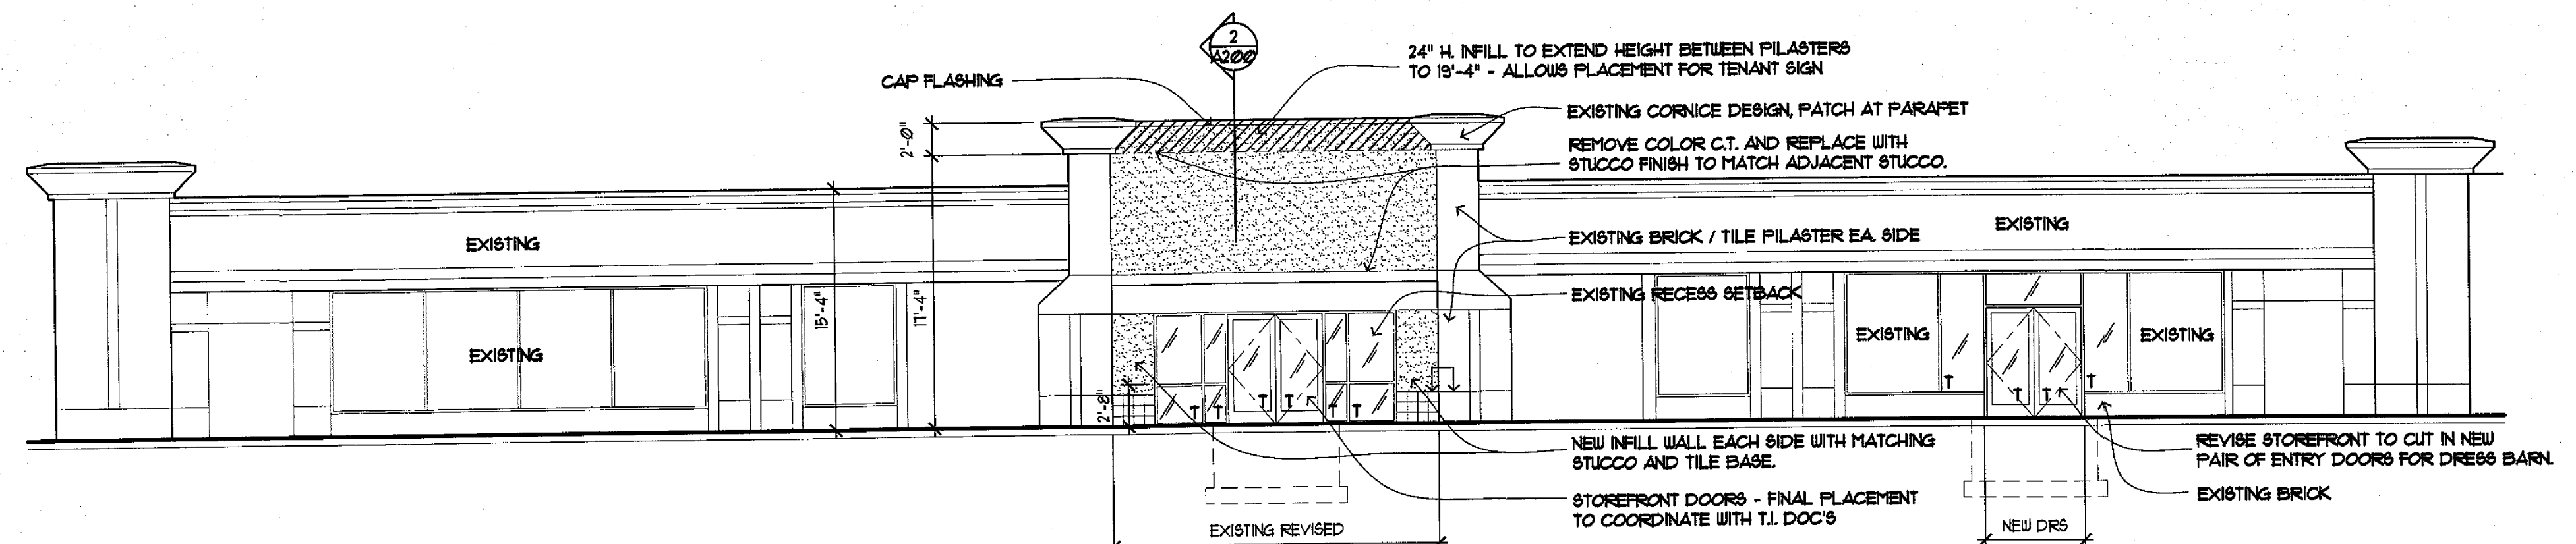 2
A200
24" H. INFILL TO EXTEND HEIGHT BETWEEN PILASTERS
TO 19'-4" - ALLOWS PLACEMENT FOR TENANT SIGN
CAP FLASHING
EXISTING CORNICE DESIGN, PATCH AT PARAPET
2'-0"
REMOVE COLOR C.T. AND REPLACE WITH
STUCCO FINISH TO MATCH ADJACENT STUCCO.
EXISTING
EXISTING BRICK / TILE PILASTER EA. SIDE
EXISTING
EXISTING RECESS SETBACK
15'-4"
17'-4"
EXISTING
EXISTING
EXISTING
T
T
T
T
2'-8"
T
T
T
T
T
T
NEW INFILL WALL EACH SIDE WITH MATCHING
STUCCO AND TILE BASE.
REVISE STOREFRONT TO CUT IN NEW
PAIR OF ENTRY DOORS FOR DRESS BARN.
EXISTING BRICK
STOREFRONT DOORS - FINAL PLACEMENT
TO COORDINATE WITH T.I. DOC'S
EXISTING REVISED
NEW DRS